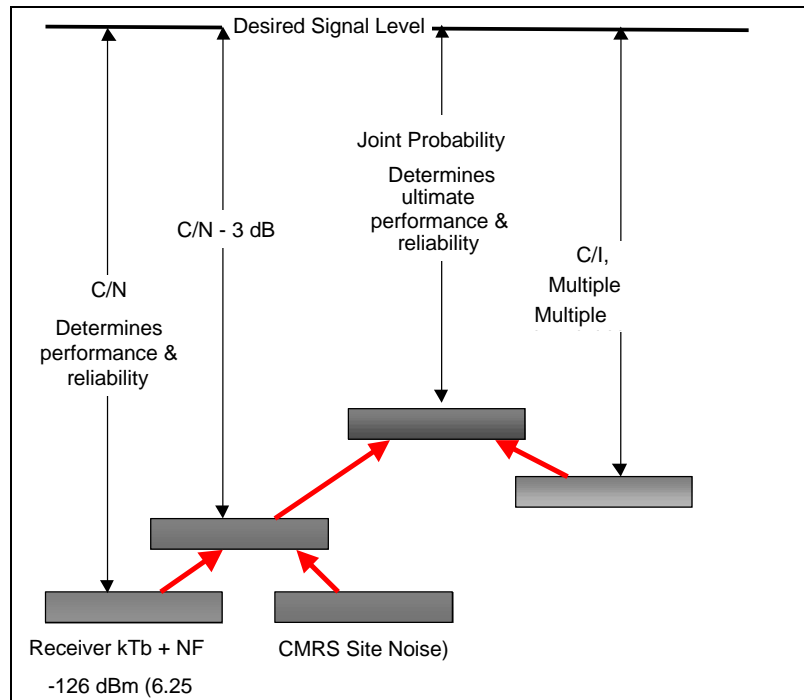 Desired Signal Level
Joint Probability
Determines
ultimate
performance &
reliability
C/N - 3 dB
C/I,
Multiple
Multiple
C/N
Determines
performance &
reliability
Receiver kTb + NF
-126 dBm (6.25
CMRS Site Noise)